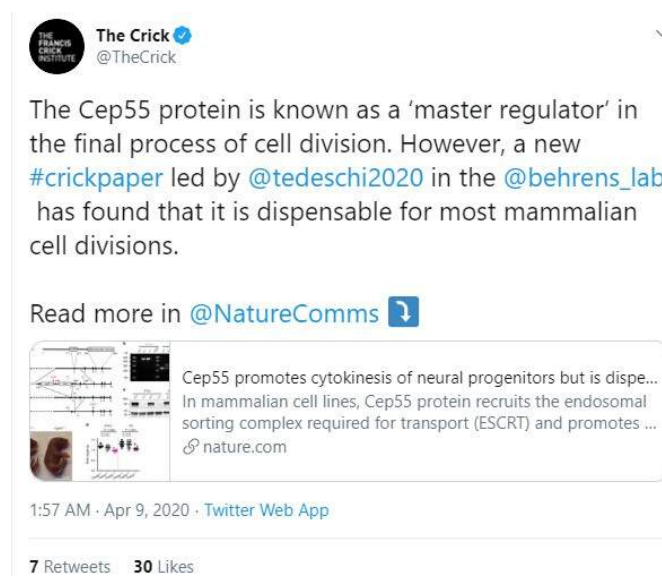 THE
FRANCIS
CRICK
INSTITUTE
The Crick
@TheCrick
The Cep55 protein is known as a ‘master regulator’ in
the final process of cell division. However, a new
#crickpaper led by @tedeschi2020 in the @behrens_lab
has found that it is dispensable for most mammalian
cell divisions.
Read more in @NatureComms
Cep55 promotes cytokinesis of neural progenitors but is dispe...
In mammalian cell lines, Cep55 protein recruits the endosomal
sorting complex required for transport (ESCRT) and promotes ...
nature.com
1:57 AM · Apr 9, 2020 · Twitter Web App
7 Retweets 30 Likes